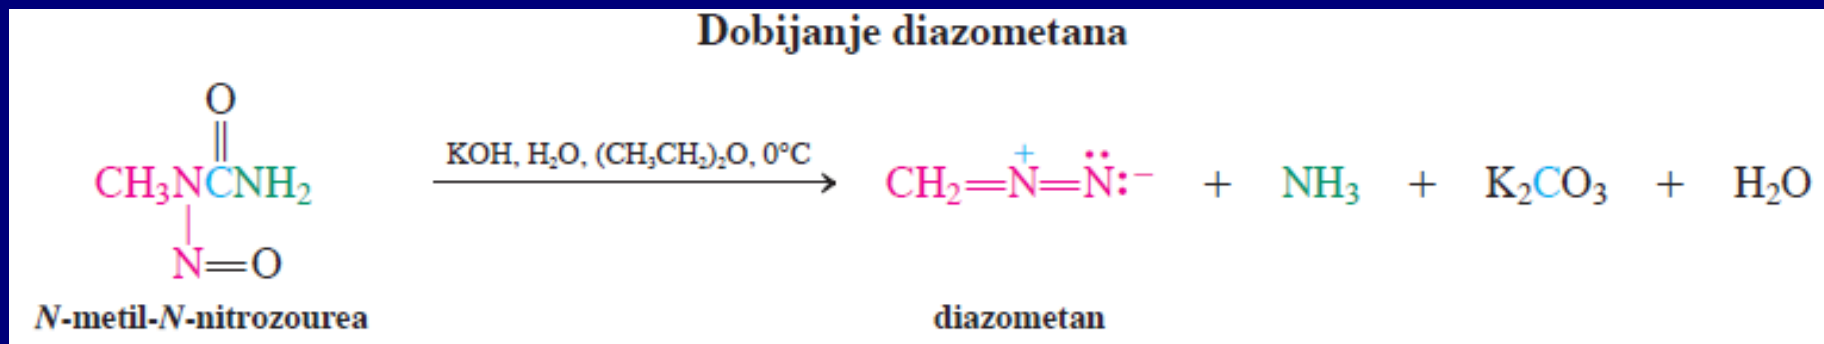 Dobijanje diazometana
O
||
CH₃NCNH₂
|
N=O
KOH, H₂O, (CH₃CH₂)₂O, 0°C
CH₂=N⁺=N̈:⁻ + NH₃ + K₂CO₃ + H₂O
N-metil-N-nitrozourea
diazometan